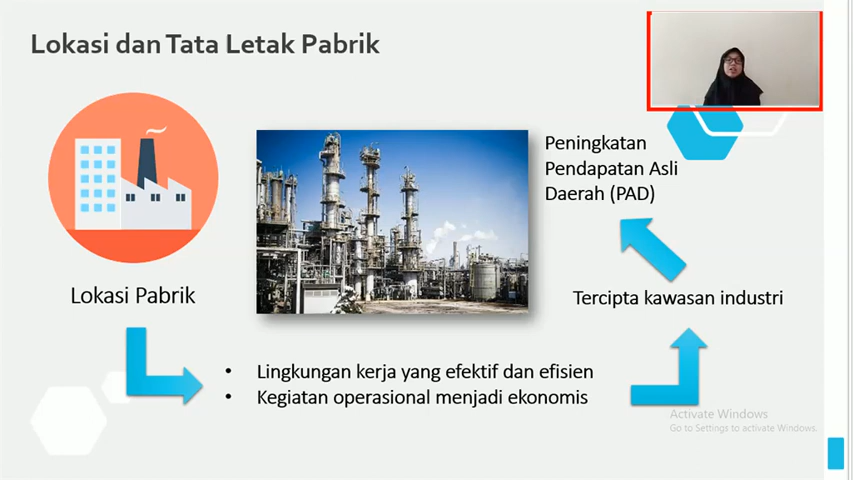 Lokasi dan Tata Letak Pabrik
Peningkatan
Pendapatan Asli
Daerah (PAD)
Lokasi Pabrik
Tercipta kawasan industri
• Lingkungan kerja yang efektif dan efisien
• Kegiatan operasional menjadi ekonomis
Activate Windows
Go to Settings to activate Windows.